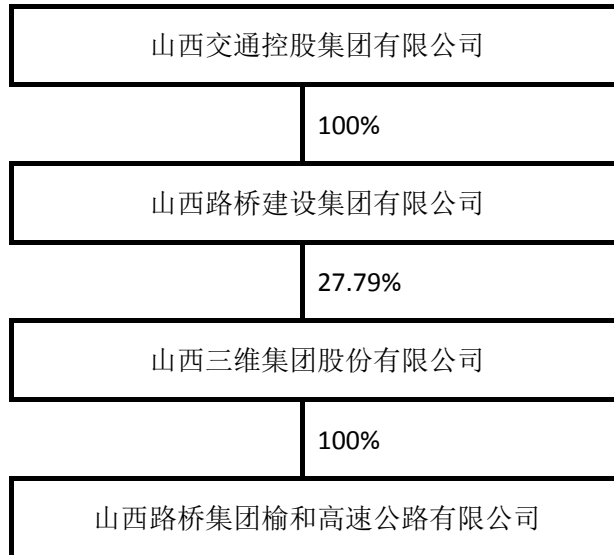 山西交通控股集团有限公司
100%
山西路桥建设集团有限公司
27.79%
山西三维集团股份有限公司
100%
山西路桥集团榆和高速公路有限公司